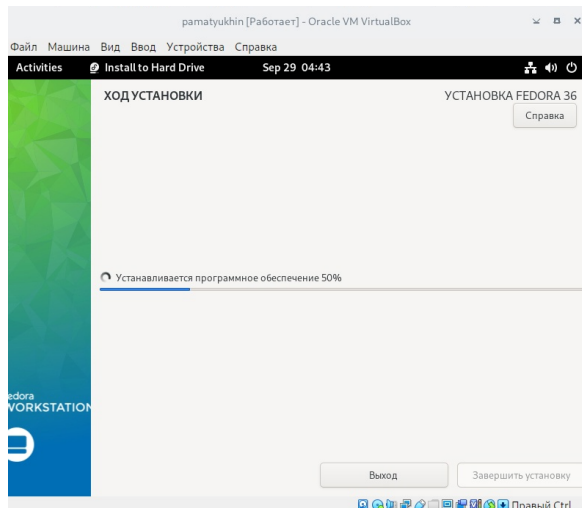 pamatyukhin [Работает] - Oracle VM VirtualBox
Файл Машина Вид Ввод Устройства Справка
Activities Install to Hard Drive Sep 29 04:43
ХОД УСТАНОВКИ
УСТАНОВКА FEDORA 36
Справка
Устанавливается программное обеспечение 50%
edora
WORKSTATION
Выход
Завершить установку
Правый Ctrl